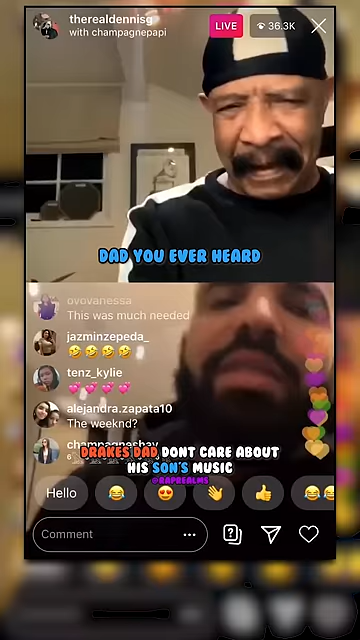 therealdennisg
with champagnepapi
LIVE
36.3K
DAD YOU EVER HEARD
ovovanessa
This was much needed
jazminzepeda_
🤣🤣🤣🤣
tenz_kylie
💞💞💞💞
alejandra.zapata10
The weeknd?
champagneshay
DRAKES DAD DONT CARE ABOUT
HIS SON'S MUSIC
@RAPREALMS
Hello
Comment